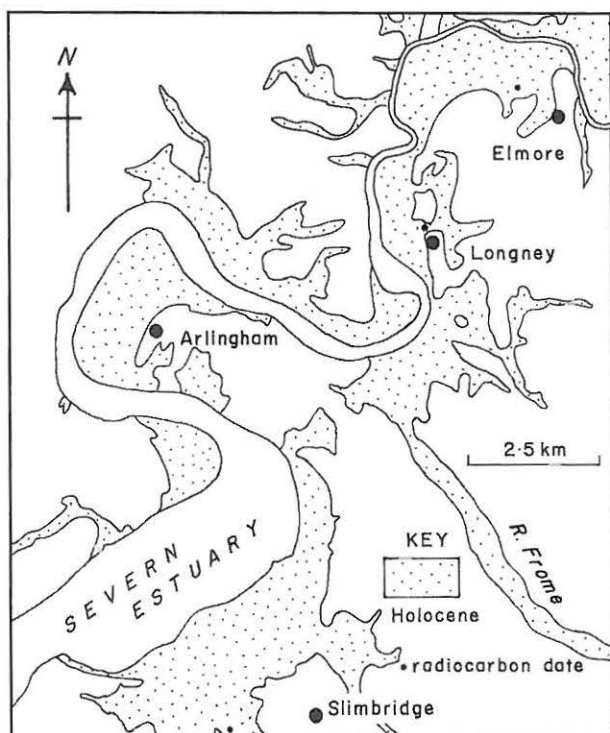 N
Elmore
Longney
Arlingham
2·5 km
SEVERN
ESTUARY
KEY
Holocene
R. Frome
radiocarbon date
Slimbridge